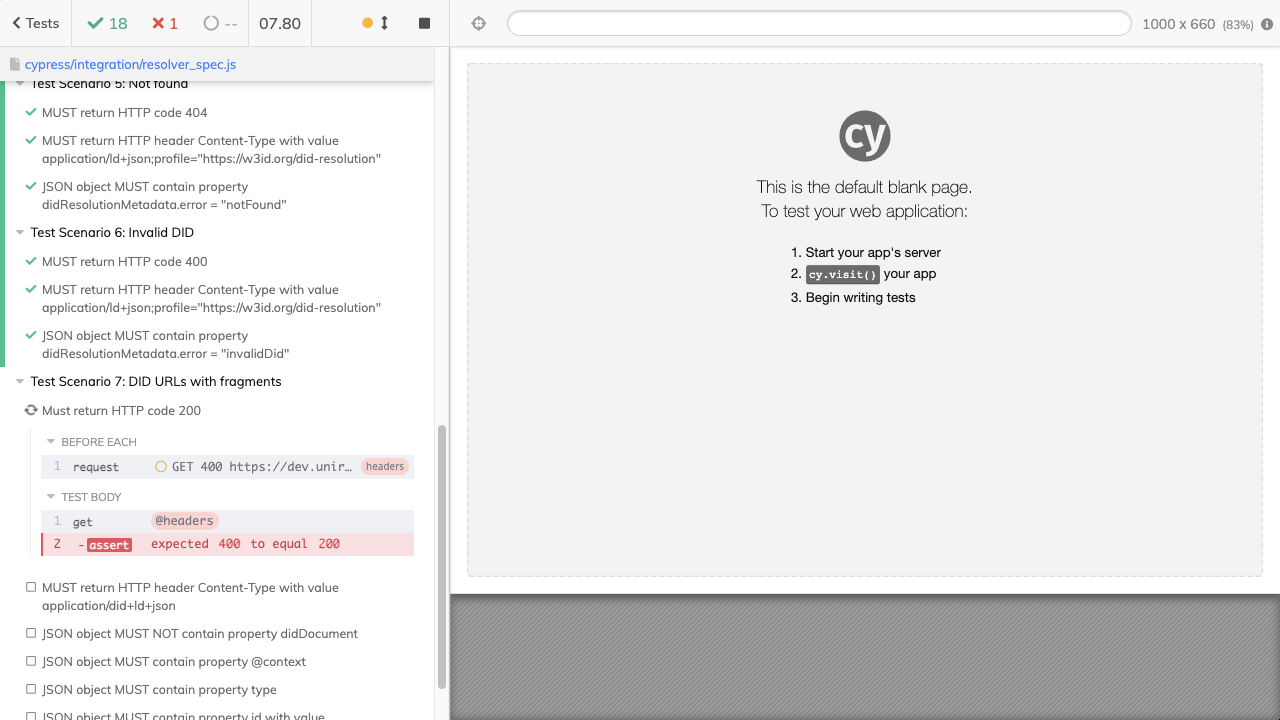 Tests
18
1
--
07.80
1000 x 660 (83%)
cypress/integration/resolver_spec.js
Test Scenario 5: Not found
MUST return HTTP code 404
MUST return HTTP header Content-Type with value
application/ld+json;profile="https://w3id.org/did-resolution"
JSON object MUST contain property
didResolutionMetadata.error = "notFound"
Test Scenario 6: Invalid DID
MUST return HTTP code 400
MUST return HTTP header Content-Type with value
application/ld+json;profile="https://w3id.org/did-resolution"
JSON object MUST contain property
didResolutionMetadata.error = "invalidDid"
Test Scenario 7: DID URLs with fragments
Must return HTTP code 200
BEFORE EACH
1 request GET 400 https://dev.unir… headers
TEST BODY
1 get @headers
2 -assert expected 400 to equal 200
MUST return HTTP header Content-Type with value
application/did+ld+json
JSON object MUST NOT contain property didDocument
JSON object MUST contain property @context
JSON object MUST contain property type
JSON object MUST contain property id with value
cy
This is the default blank page.
To test your web application:
1. Start your app's server
2. cy.visit() your app
3. Begin writing tests